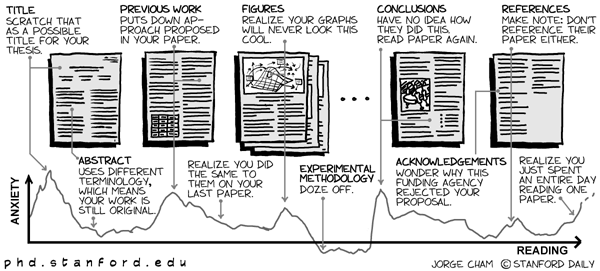 TITLE
SCRATCH THAT
AS A POSSIBLE
TITLE FOR YOUR
THESIS.
PREVIOUS WORK
PUTS DOWN AP-
PROACH PROPOSED
IN YOUR PAPER.
FIGURES
REALIZE YOUR GRAPHS
WILL NEVER LOOK THIS
COOL.
CONCLUSIONS
HAVE NO IDEA HOW
THEY DID THIS.
READ PAPER AGAIN.
REFERENCES
MAKE NOTE: DON'T
REFERENCE THEIR
PAPER EITHER.
...
ABSTRACT
USES DIFFERENT
TERMINOLOGY,
WHICH MEANS
YOUR WORK IS
STILL ORIGINAL.
REALIZE YOU DID
THE SAME TO
THEM ON YOUR
LAST PAPER.
EXPERIMENTAL
METHODOLOGY
DOZE OFF.
ACKNOWLEDGEMENTS
WONDER WHY THIS
FUNDING AGENCY
REJECTED YOUR
PROPOSAL.
REALIZE YOU
JUST SPENT
AN ENTIRE DAY
READING ONE
PAPER.
ANXIETY
READING
phd.stanford.edu
JORGE CHAM © STANFORD DAILY